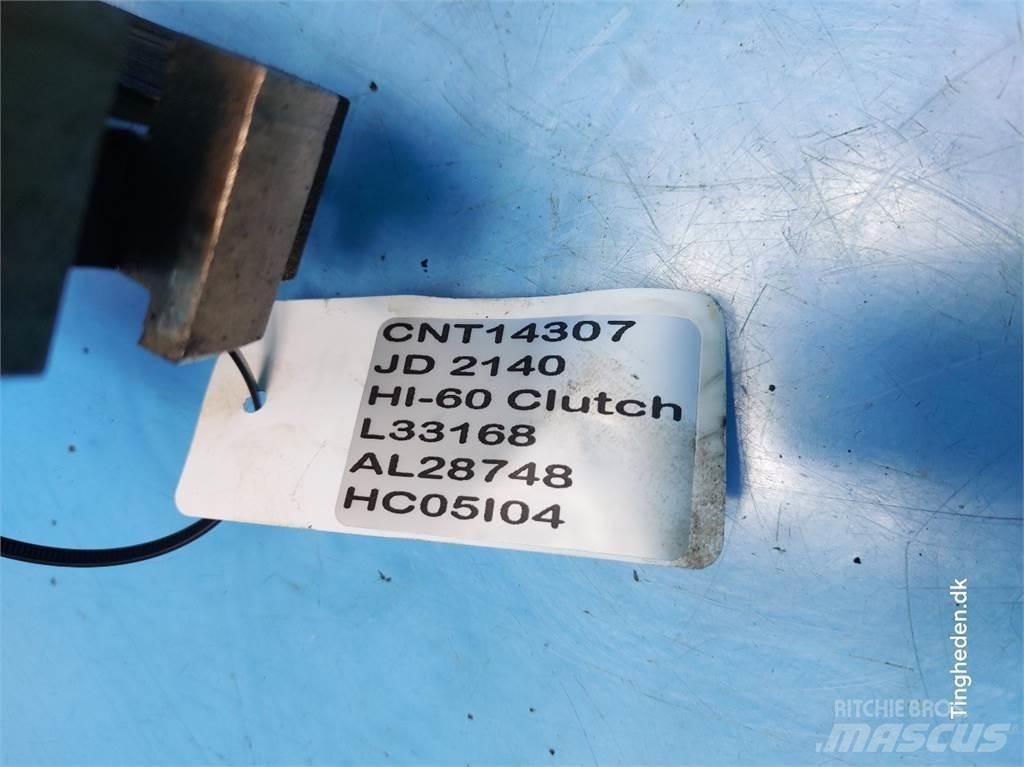 CNT14307
JD 2140
HI-60 Clutch
L33168
AL28748
HC05I04
Tingheden.dk
RITCHIE BROS
MASCUS